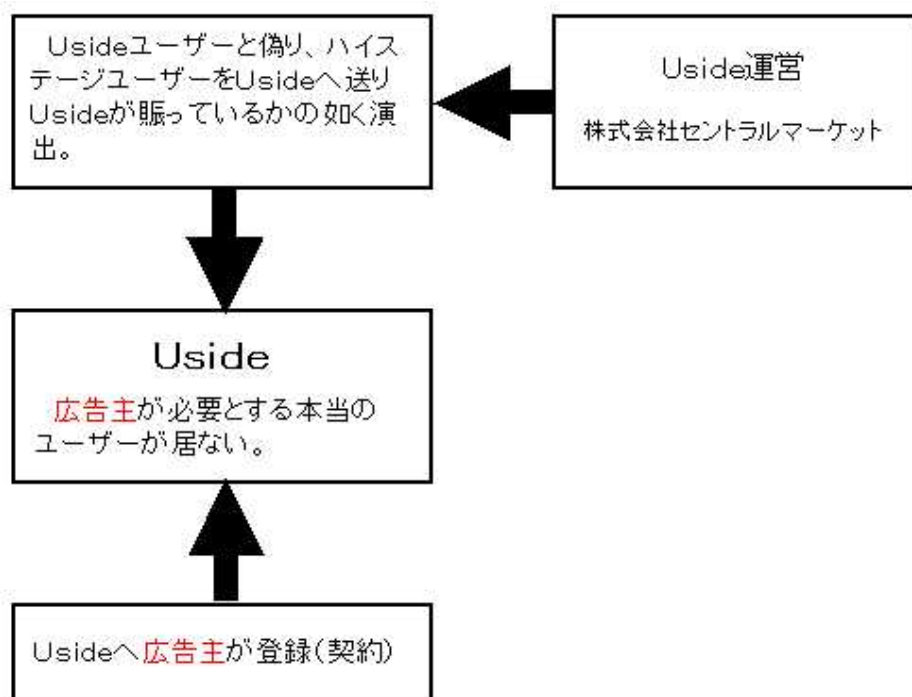 Usideユーザーと偽り、ハイス
テージユーザーをUsideへ送り
Usideが賑っているかの如く演
出。
Uside運営
株式会社セントラルマーケット
Uside
広告主が必要とする本当の
ユーザーが居ない。
Usideへ広告主が登録(契約)